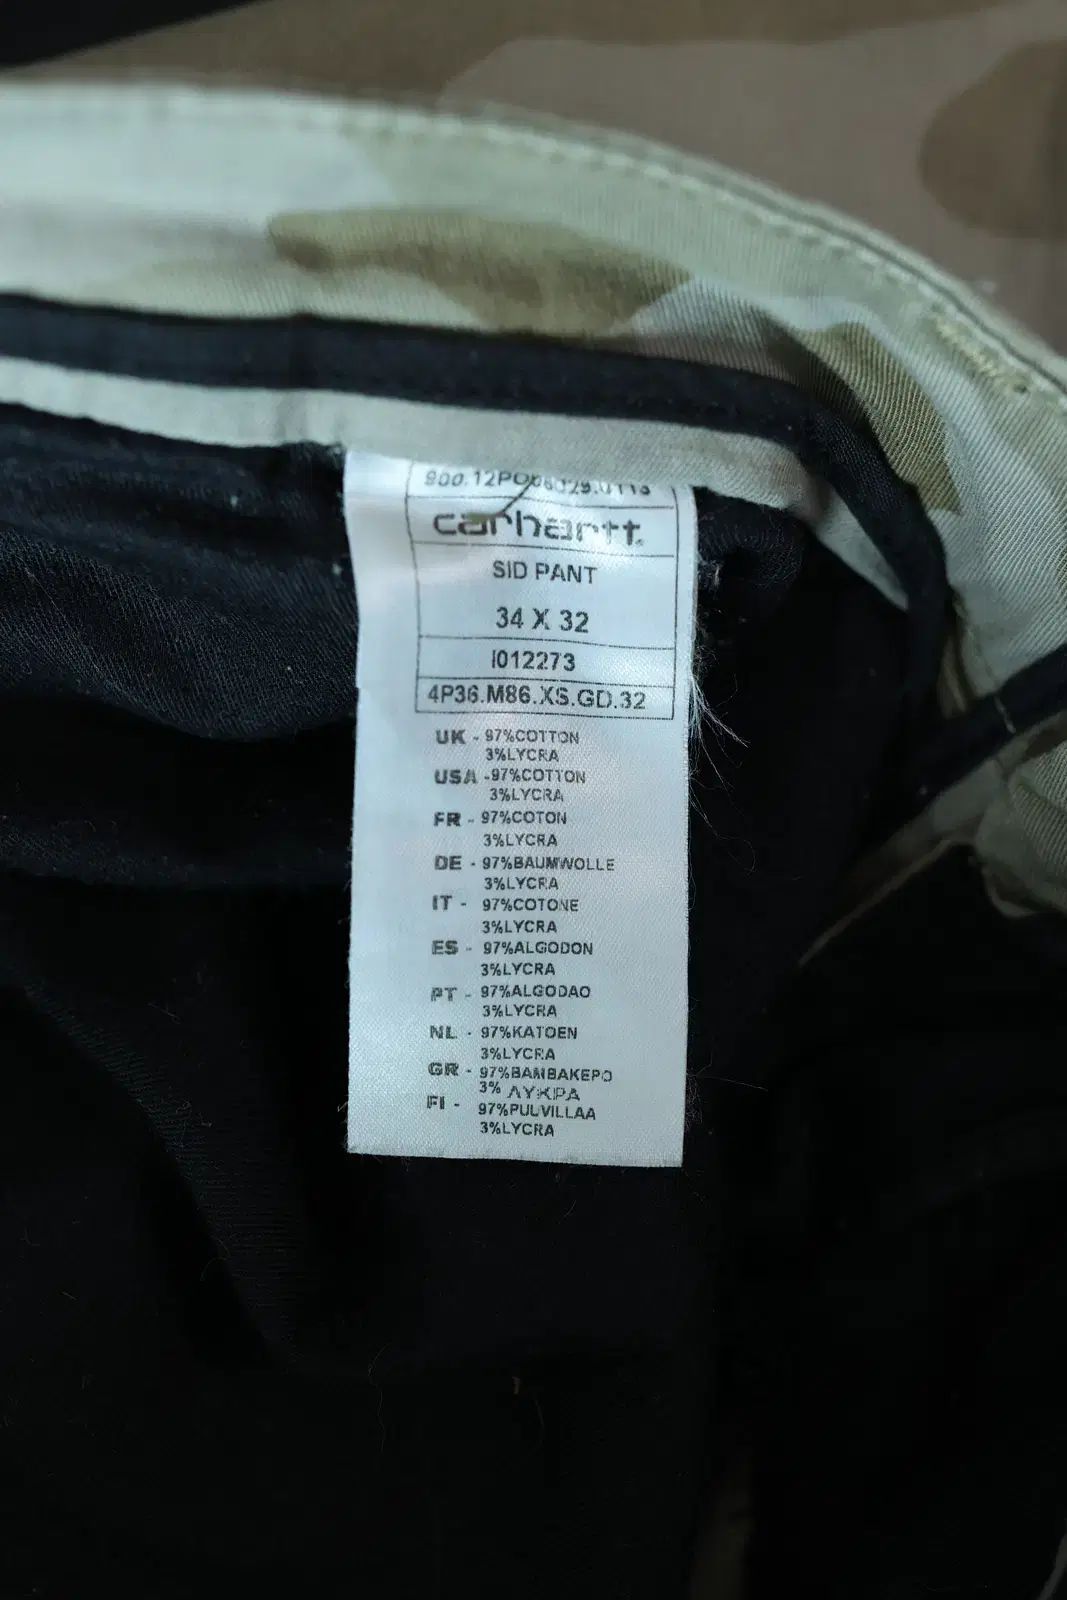 carhartt
SID PANT
34 X 32
I012273
4P36.M86.XS.GD.32
UK - 97%COTTON
3%LYCRA
USA -97%COTTON
3%LYCRA
FR - 97%COTON
3%LYCRA
DE - 97%BAUMWOLLE
3%LYCRA
IT - 97%COTONE
3%LYCRA
ES - 97%ALGODON
3%LYCRA
PT - 97%ALGODAO
3%LYCRA
NL - 97%KATOEN
3%LYCRA
GR - 97%BAMBAKEPO
3% ΛΥΚΡΑ
FI - 97%PULVILLAA
3%LYCRA